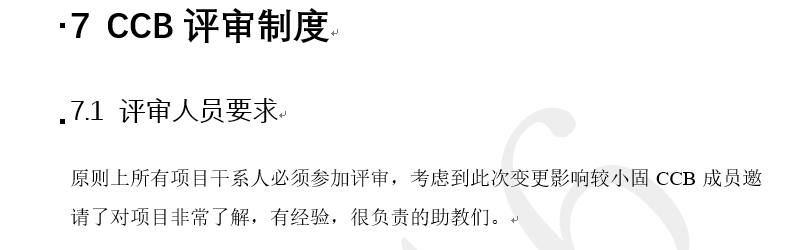 7 CCB 评审制度
7.1 评审人员要求
原则上所有项目干系人必须参加评审，考虑到此次变更影响较小固 CCB 成员邀
请了对项目非常了解，有经验，很负责的助教们。